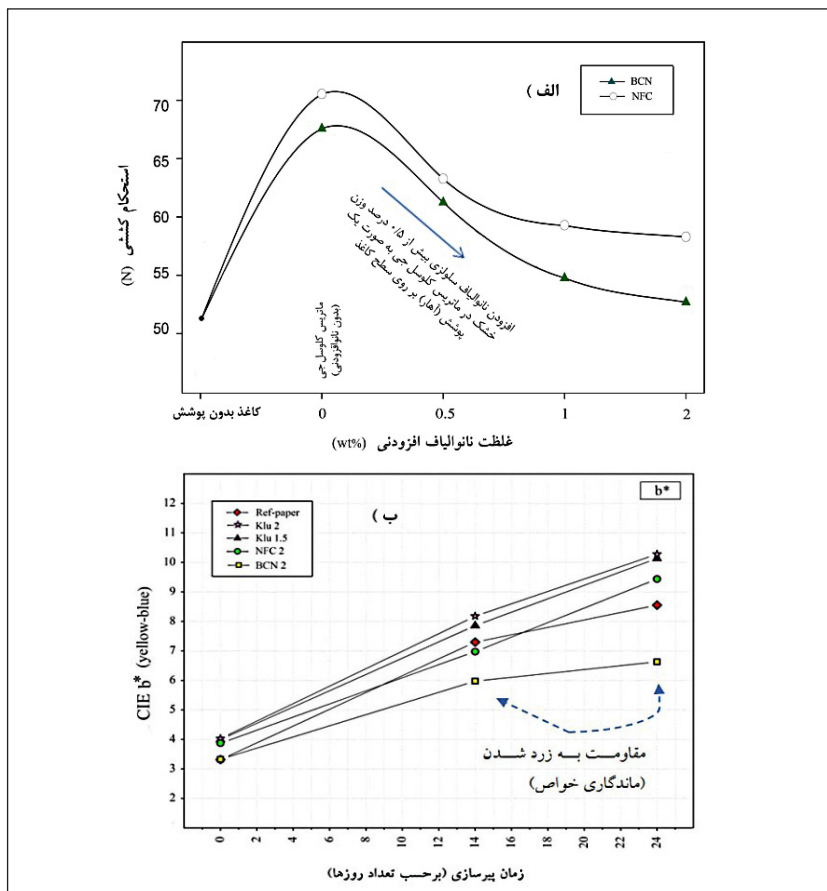 الف )
BCN
NFC
70
65
60
55
50
استحکام کششی
(N)
افزودن نانوالیاف سلولزی بیش از ۰/۵ درصد وزن
خشک در ماتریس کلوسل جی به صورت یک
پوشش (آهار) بر روی سطح کاغذ
ماتریس کلوسل جی
(بدون نانوافزودنی)
کاغذ بدون پوشش
0
0.5
1
2
غلظت نانوالیاف افزودنی (wt%)
b*
ب )
Ref-paper
Klu 2
Klu 1.5
NFC 2
BCN 2
12
11
10
9
8
7
6
5
4
3
2
CIE b* (yellow-blue)
مقاومت به زرد شدن
(ماندگاری خواص)
0
2
4
6
8
10
12
14
16
18
20
22
24
زمان پیرسازی (برحسب تعداد روزها)